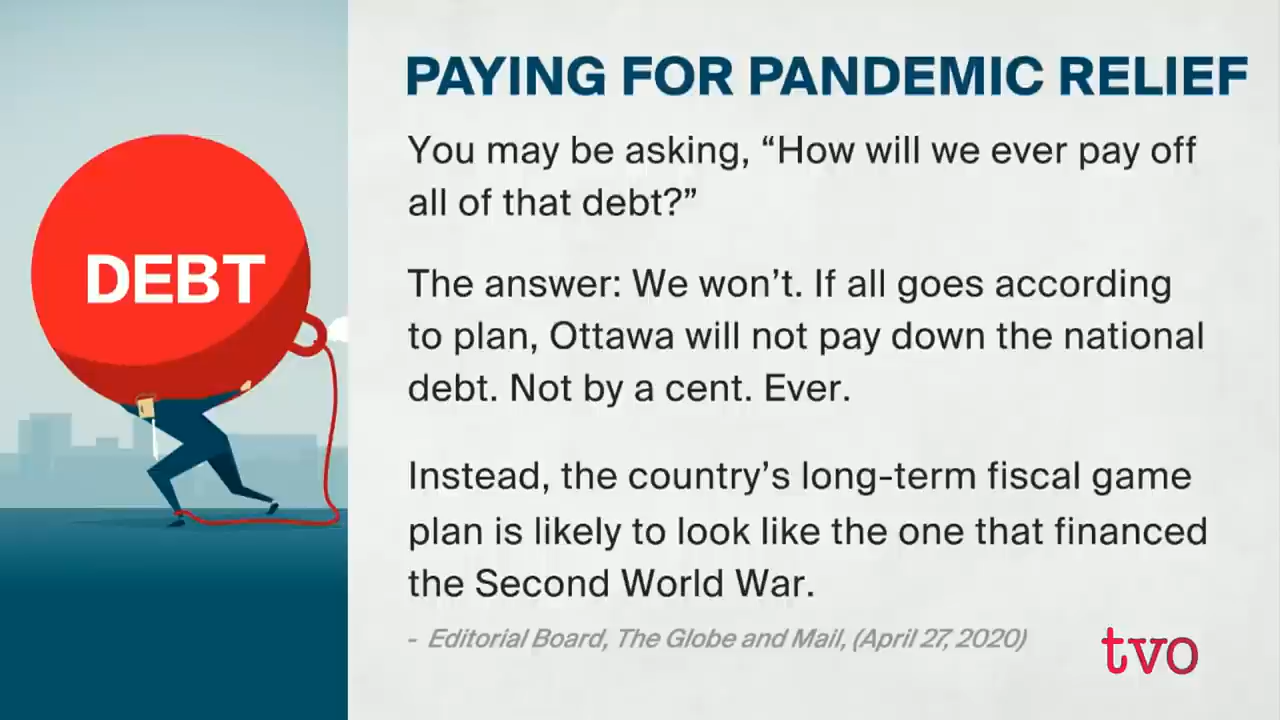 PAYING FOR PANDEMIC RELIEF
You may be asking, “How will we ever pay off
all of that debt?”
DEBT
The answer: We won’t. If all goes according
to plan, Ottawa will not pay down the national
debt. Not by a cent. Ever.
Instead, the country’s long-term fiscal game
plan is likely to look like the one that financed
the Second World War.
- Editorial Board, The Globe and Mail, (April 27, 2020)
tvo